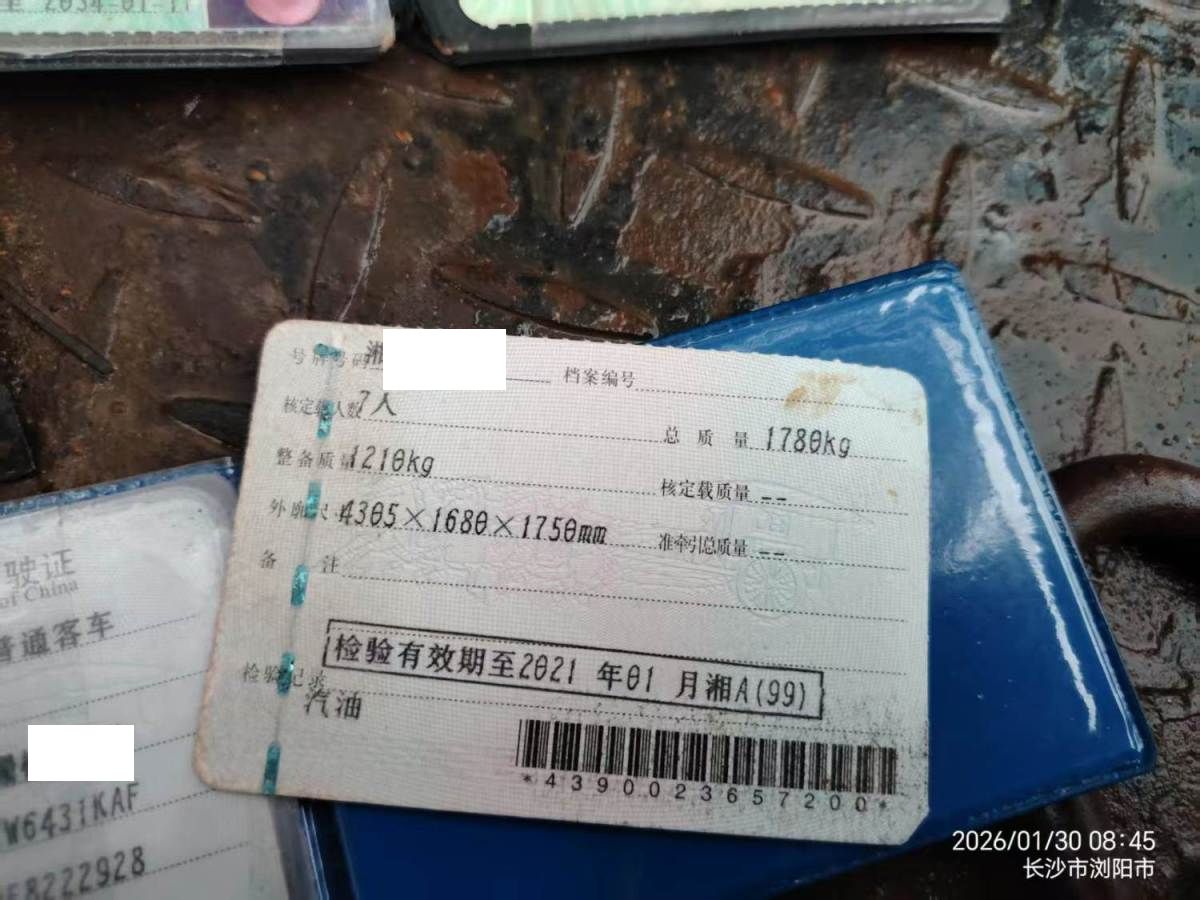 至 2034-01-11
号牌号码 湘
档案编号
核定载人数 7人
总 质 量 1780kg
整备质量 1210kg
核定载质量 --
外廓尺寸 4305×1680×1750mm
准牵引总质量 --
备 注
检验有效期至2021 年01 月湘A(99)
检验记录
汽油
*4390023657200*
驶证
of China
普通客车
W6431KAF
8222928
2026/01/30 08:45
长沙市浏阳市